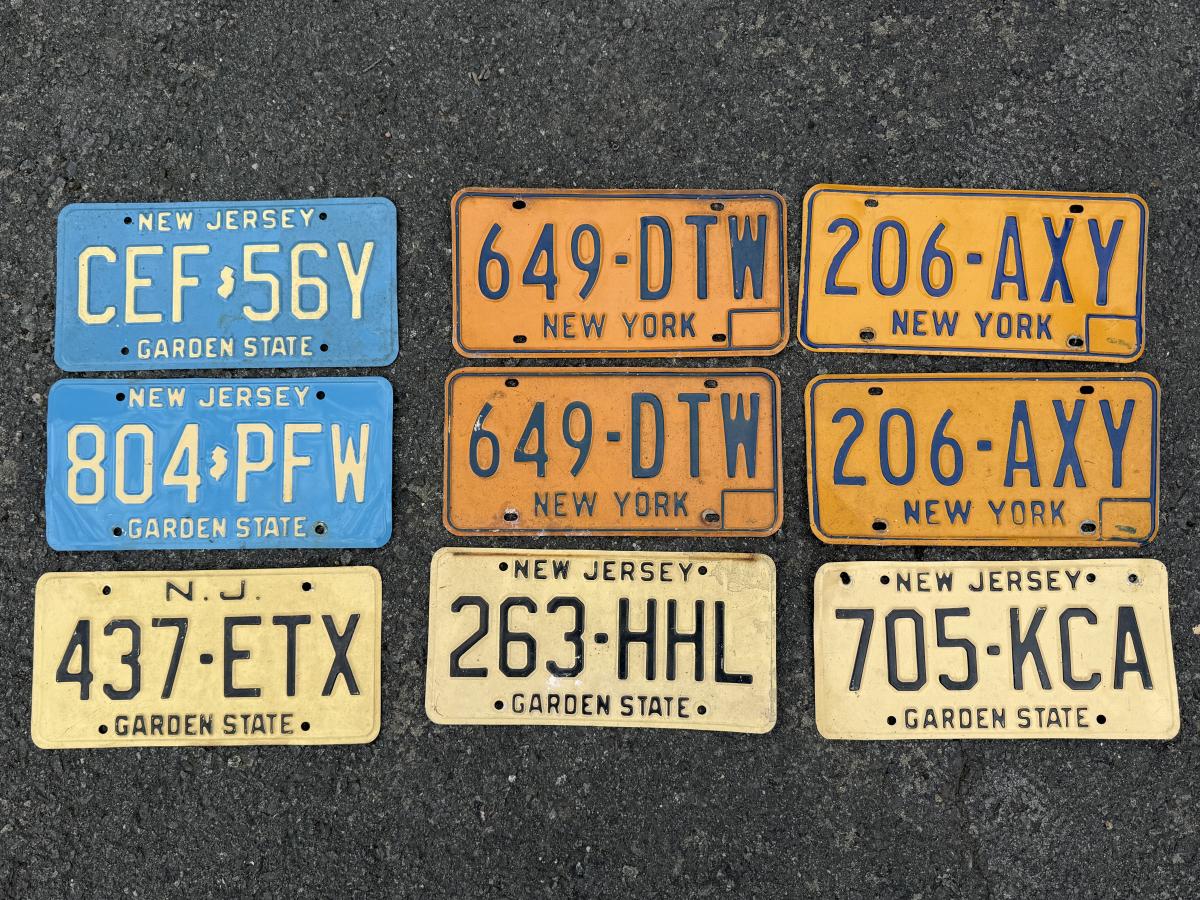 NEW JERSEY
CEF 56Y
GARDEN STATE
649-DTW
NEW YORK
206-AXY
NEW YORK
NEW JERSEY
804 PFW
GARDEN STATE
649-DTW
NEW YORK
206-AXY
NEW YORK
N.J.
437-ETX
GARDEN STATE
NEW JERSEY
263-HHL
GARDEN STATE
NEW JERSEY
705-KCA
GARDEN STATE